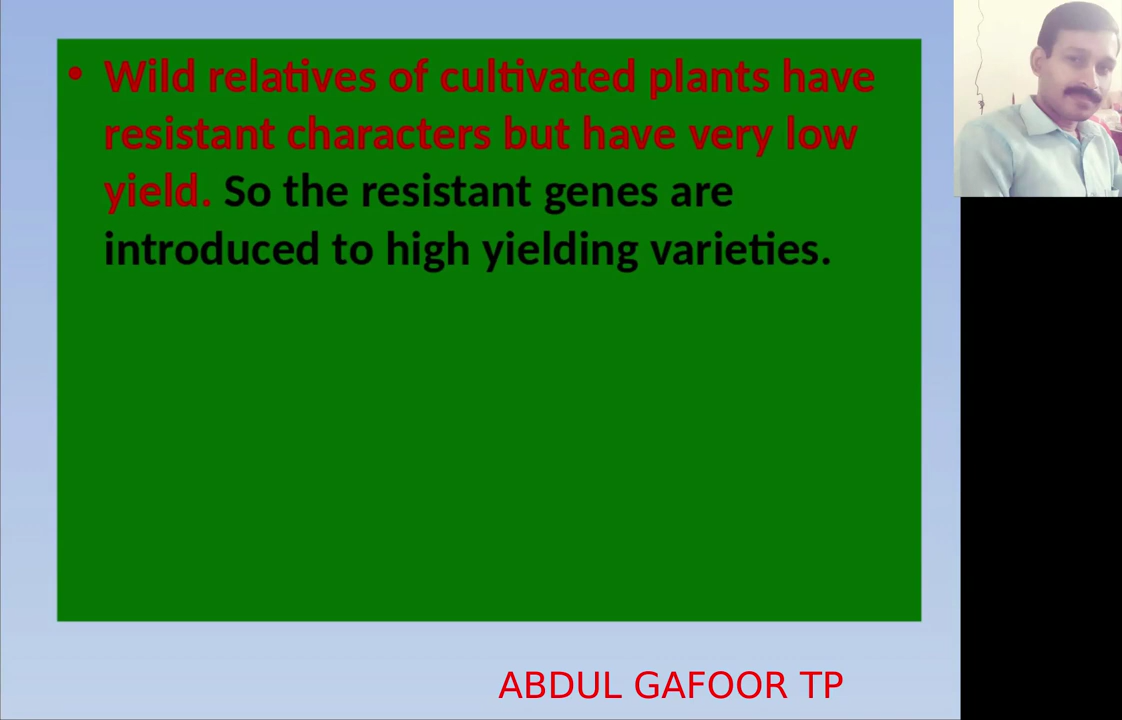 • Wild relatives of cultivated plants have
resistant characters but have very low
yield. So the resistant genes are
introduced to high yielding varieties.
ABDUL GAFOOR TP